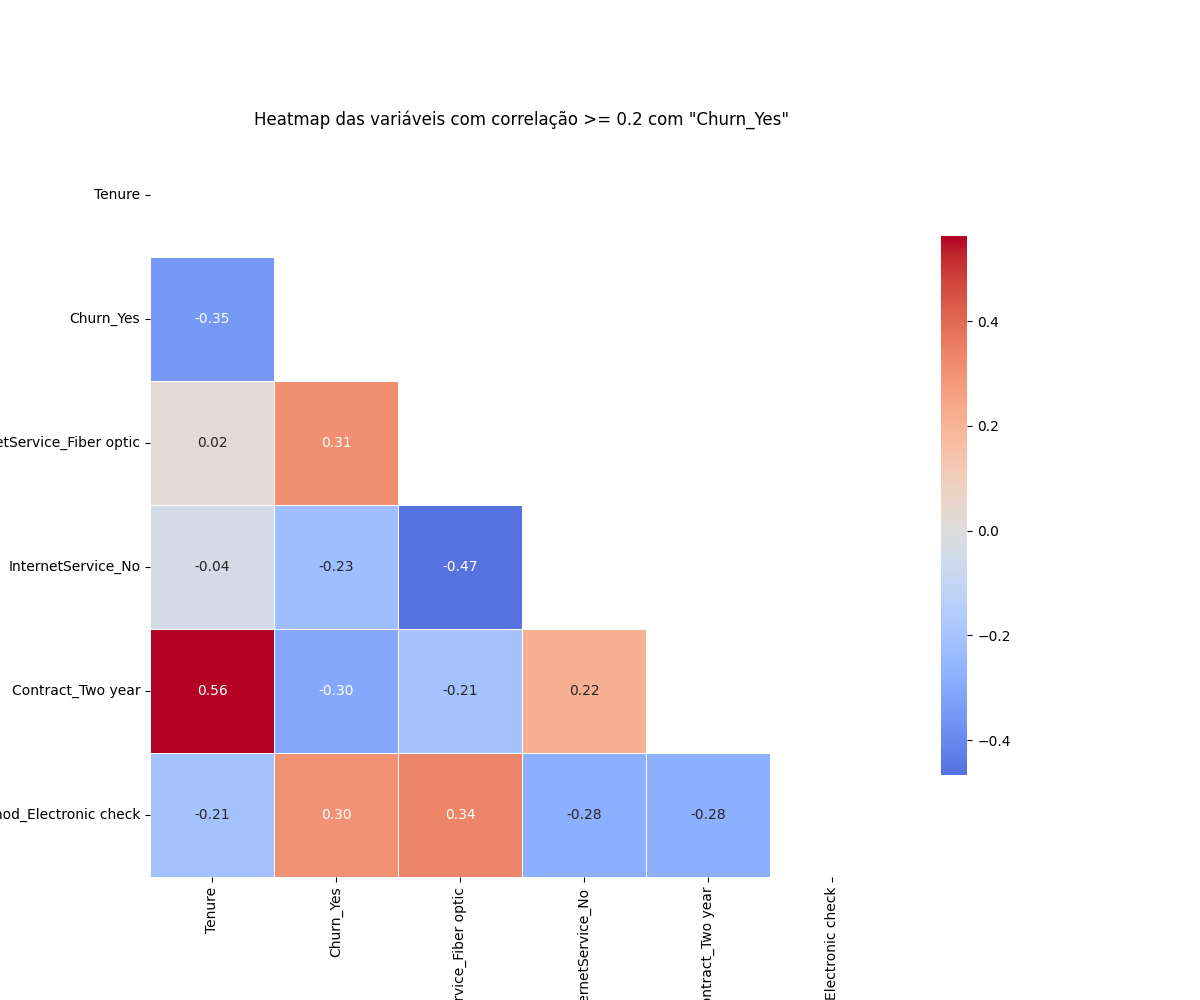 Heatmap das variáveis com correlação >= 0.2 com "Churn_Yes"
Tenure
Churn_Yes -0.35
etService_Fiber optic 0.02 0.31
InternetService_No -0.04 -0.23 -0.47
Contract_Two year 0.56 -0.30 -0.21 0.22
od_Electronic check -0.21 0.30 0.34 -0.28 -0.28
Tenure
Churn_Yes
rvice_Fiber optic
ernetService_No
ontract_Two year
Electronic check
0.4
0.2
0.0
−0.2
−0.4